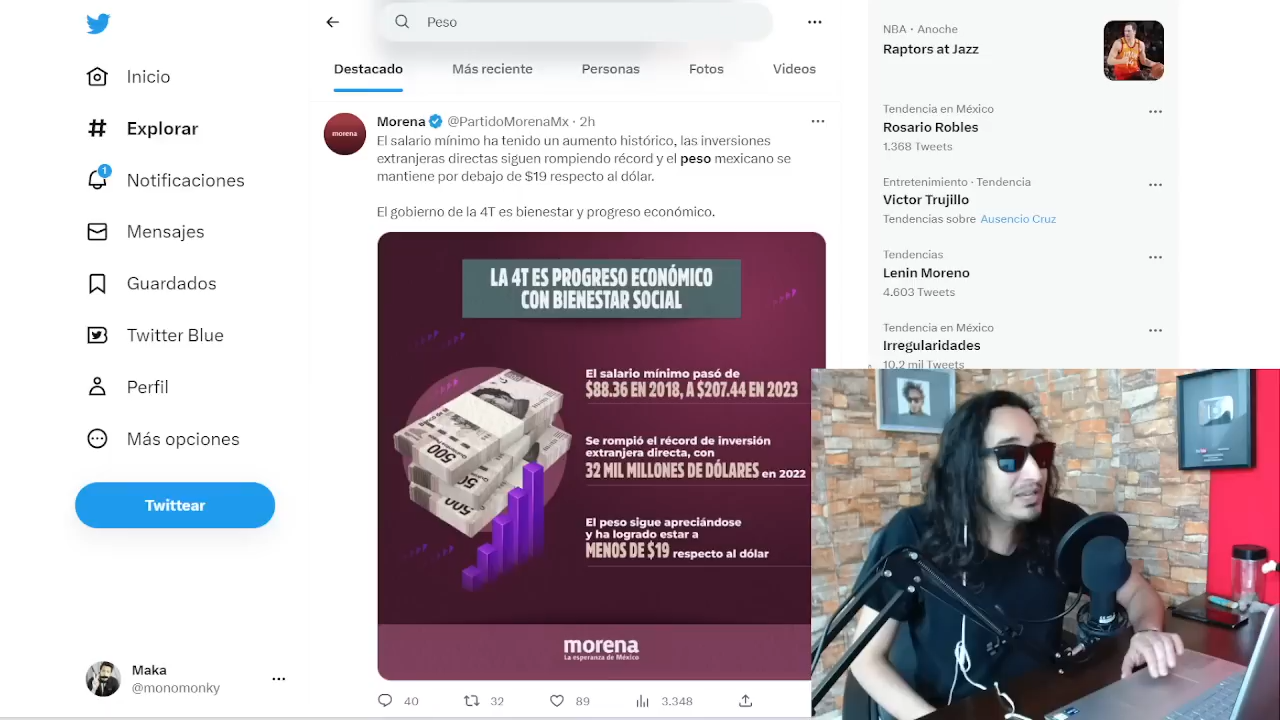 Peso
Inicio
Explorar
1
Notificaciones
Mensajes
Guardados
Twitter Blue
Perfil
Más opciones
Twittear
Maka
@monomonky
Destacado
Más reciente
Personas
Fotos
Videos
morena
Morena @PartidoMorenaMx · 2h
El salario mínimo ha tenido un aumento histórico, las inversiones
extranjeras directas siguen rompiendo récord y el peso mexicano se
mantiene por debajo de $19 respecto al dólar.
El gobierno de la 4T es bienestar y progreso económico.
LA 4T ES PROGRESO ECONÓMICO
CON BIENESTAR SOCIAL
500
El salario mínimo pasó de
$88.36 EN 2018, A $207.44 EN 2023
Se rompió el récord de inversión
extranjera directa, con
32 MIL MILLONES DE DÓLARES en 2022
El peso sigue apreciándose
y ha logrado estar a
MENOS DE $19 respecto al dólar
morena
La esperanza de México
40
32
89
3.348
NBA · Anoche
Raptors at Jazz
Tendencia en México
Rosario Robles
1.368 Tweets
Entretenimiento · Tendencia
Victor Trujillo
Tendencias sobre Ausencio Cruz
Tendencias
Lenin Moreno
4.603 Tweets
Tendencia en México
Irregularidades
10.2 mil Tweets